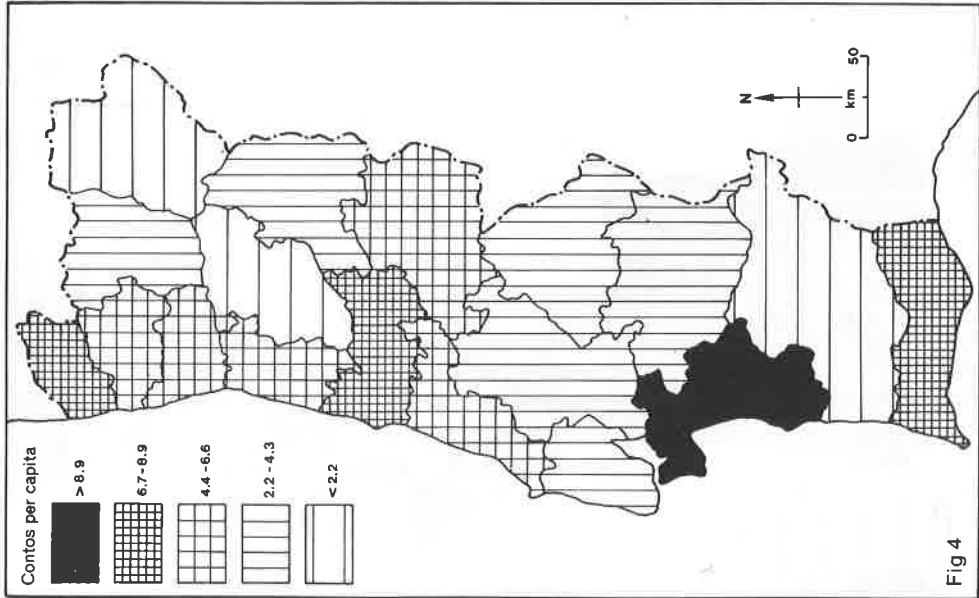 Contos per capita
> 8.9
6.7 - 8.9
4.4 - 6.6
2.2 - 4.3
< 2.2
N
0 km 50
Fig 4